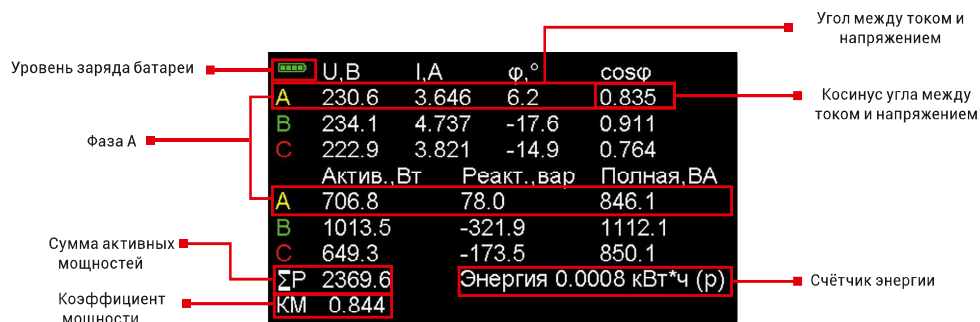 Угол между током и
напряжением
Уровень заряда батареи
U,В I,А φ,° cosφ
A 230.6 3.646 6.2 0.835
Косинус угла между
током и напряжением
B 234.1 4.737 -17.6 0.911
Фаза А
C 222.9 3.821 -14.9 0.764
Актив.,Вт Реакт.,вар Полная,ВА
A 706.8 78.0 846.1
B 1013.5 -321.9 1112.1
Сумма активных
мощностей
C 649.3 -173.5 850.1
ΣP 2369.6 Энергия 0.0008 кВт*ч (р)
Счётчик энергии
Коэффициент
мощности
КМ 0.844